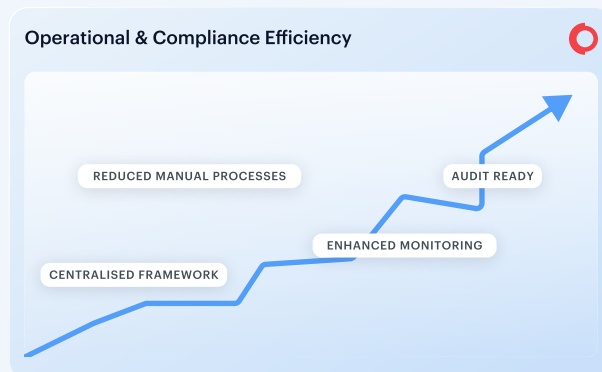 Operational & Compliance Efficiency
REDUCED MANUAL PROCESSES
AUDIT READY
ENHANCED MONITORING
CENTRALISED FRAMEWORK